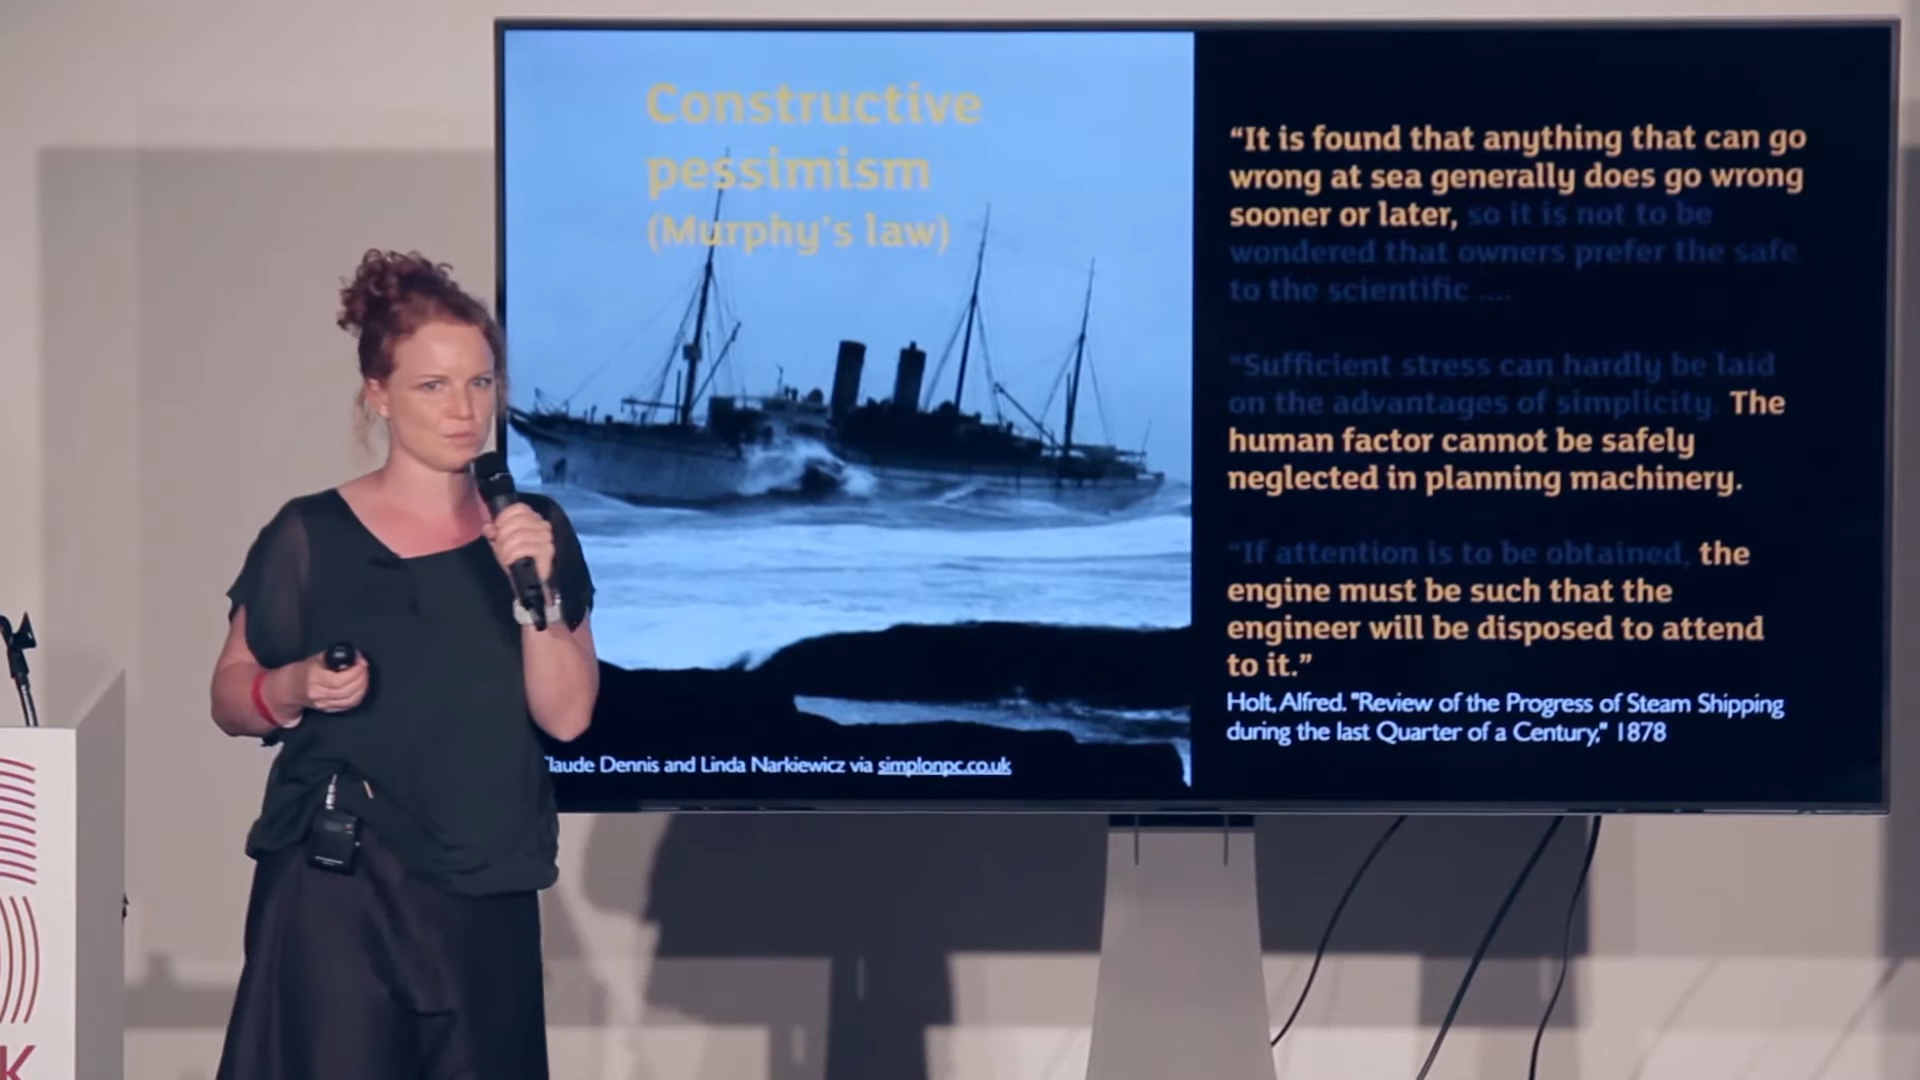 Constructive
pessimism
(Murphy's law)
“It is found that anything that can go
wrong at sea generally does go wrong
sooner or later, so it is not to be
wondered that owners prefer the safe
to the scientific ....
“Sufficient stress can hardly be laid
on the advantages of simplicity. The
human factor cannot be safely
neglected in planning machinery.
“If attention is to be obtained, the
engine must be such that the
engineer will be disposed to attend
to it.”
Holt, Alfred. "Review of the Progress of Steam Shipping
during the last Quarter of a Century," 1878
Dennis and Linda Narkiewicz via simplonpc.co.uk
K